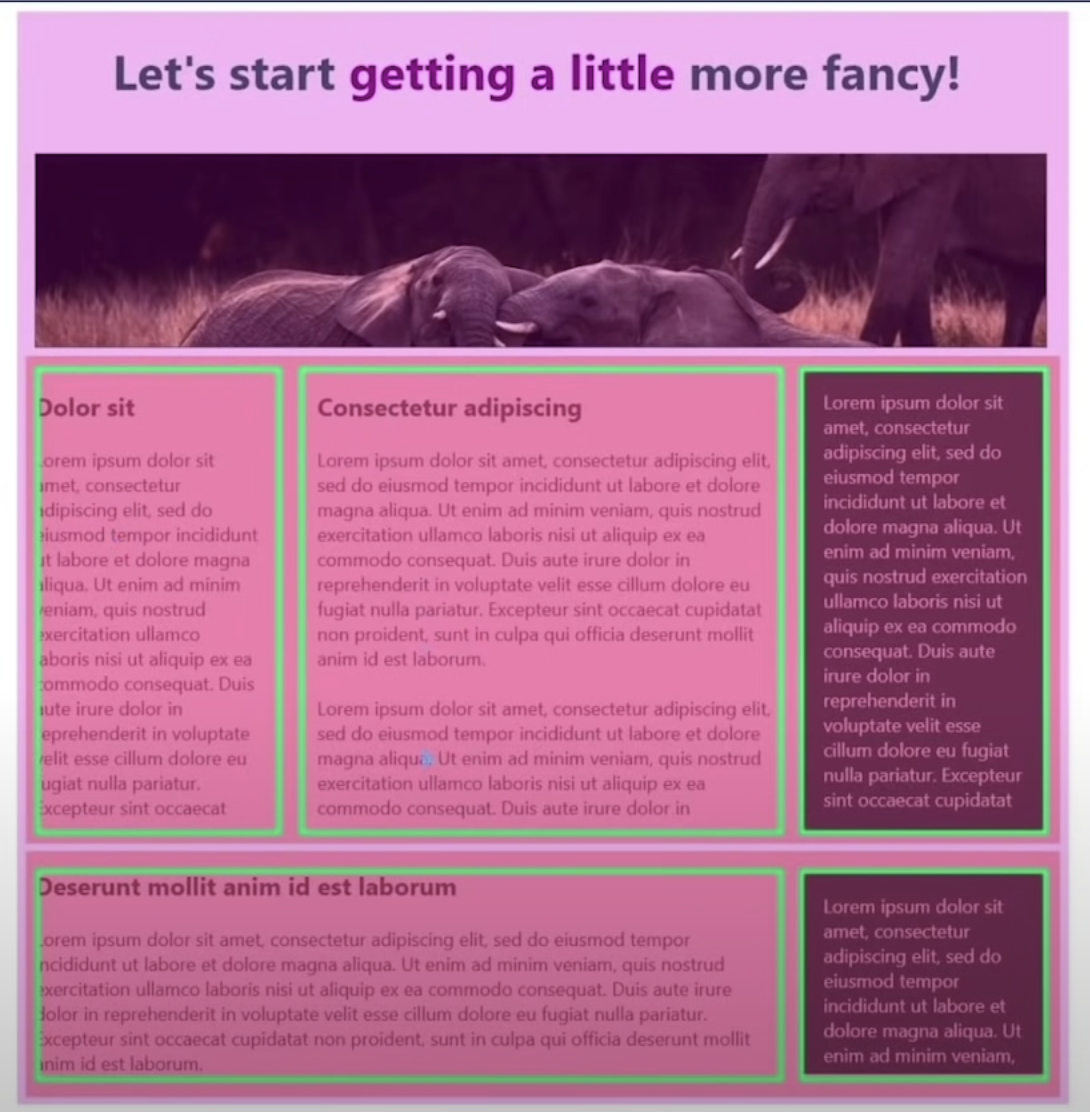 Let's start getting a little more fancy!
Dolor sit
Lorem ipsum dolor sit
amet, consectetur
adipiscing elit, sed do
eiusmod tempor incididunt
ut labore et dolore magna
aliqua. Ut enim ad minim
veniam, quis nostrud
exercitation ullamco
laboris nisi ut aliquip ex ea
commodo consequat. Duis
aute irure dolor in
reprehenderit in voluptate
velit esse cillum dolore eu
fugiat nulla pariatur.
Excepteur sint occaecat
Consectetur adipiscing
Lorem ipsum dolor sit amet, consectetur adipiscing elit,
sed do eiusmod tempor incididunt ut labore et dolore
magna aliqua. Ut enim ad minim veniam, quis nostrud
exercitation ullamco laboris nisi ut aliquip ex ea
commodo consequat. Duis aute irure dolor in
reprehenderit in voluptate velit esse cillum dolore eu
fugiat nulla pariatur. Excepteur sint occaecat cupidatat
non proident, sunt in culpa qui officia deserunt mollit
anim id est laborum.
Lorem ipsum dolor sit amet, consectetur adipiscing elit,
sed do eiusmod tempor incididunt ut labore et dolore
magna aliqua. Ut enim ad minim veniam, quis nostrud
exercitation ullamco laboris nisi ut aliquip ex ea
commodo consequat. Duis aute irure dolor in
Lorem ipsum dolor sit
amet, consectetur
adipiscing elit, sed do
eiusmod tempor
incididunt ut labore et
dolore magna aliqua. Ut
enim ad minim veniam,
quis nostrud exercitation
ullamco laboris nisi ut
aliquip ex ea commodo
consequat. Duis aute
irure dolor in
reprehenderit in
voluptate velit esse
cillum dolore eu fugiat
nulla pariatur. Excepteur
sint occaecat cupidatat
Deserunt mollit anim id est laborum
Lorem ipsum dolor sit amet, consectetur adipiscing elit, sed do eiusmod tempor
incididunt ut labore et dolore magna aliqua. Ut enim ad minim veniam, quis nostrud
exercitation ullamco laboris nisi ut aliquip ex ea commodo consequat. Duis aute irure
dolor in reprehenderit in voluptate velit esse cillum dolore eu fugiat nulla pariatur.
Excepteur sint occaecat cupidatat non proident, sunt in culpa qui officia deserunt mollit
anim id est laborum.
Lorem ipsum dolor sit
amet, consectetur
adipiscing elit, sed do
eiusmod tempor
incididunt ut labore et
dolore magna aliqua. Ut
enim ad minim veniam,